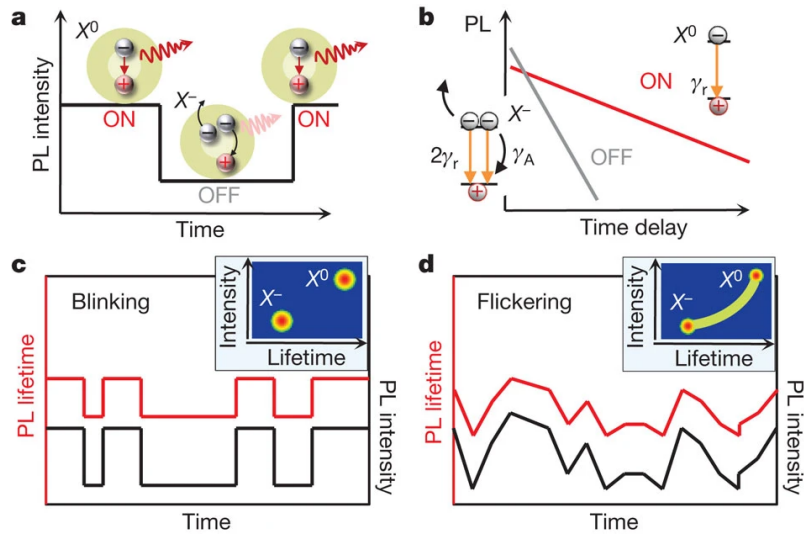 a
X⁰
X⁻
ON
ON
OFF
PL intensity
Time
b
PL
X⁰
γr
ON
X⁻
2γr
γA
OFF
Time delay
c
Blinking
Intensity
X⁻
X⁰
Lifetime
PL lifetime
PL intensity
Time
d
Flickering
Intensity
X⁻
X⁰
Lifetime
PL lifetime
PL intensity
Time